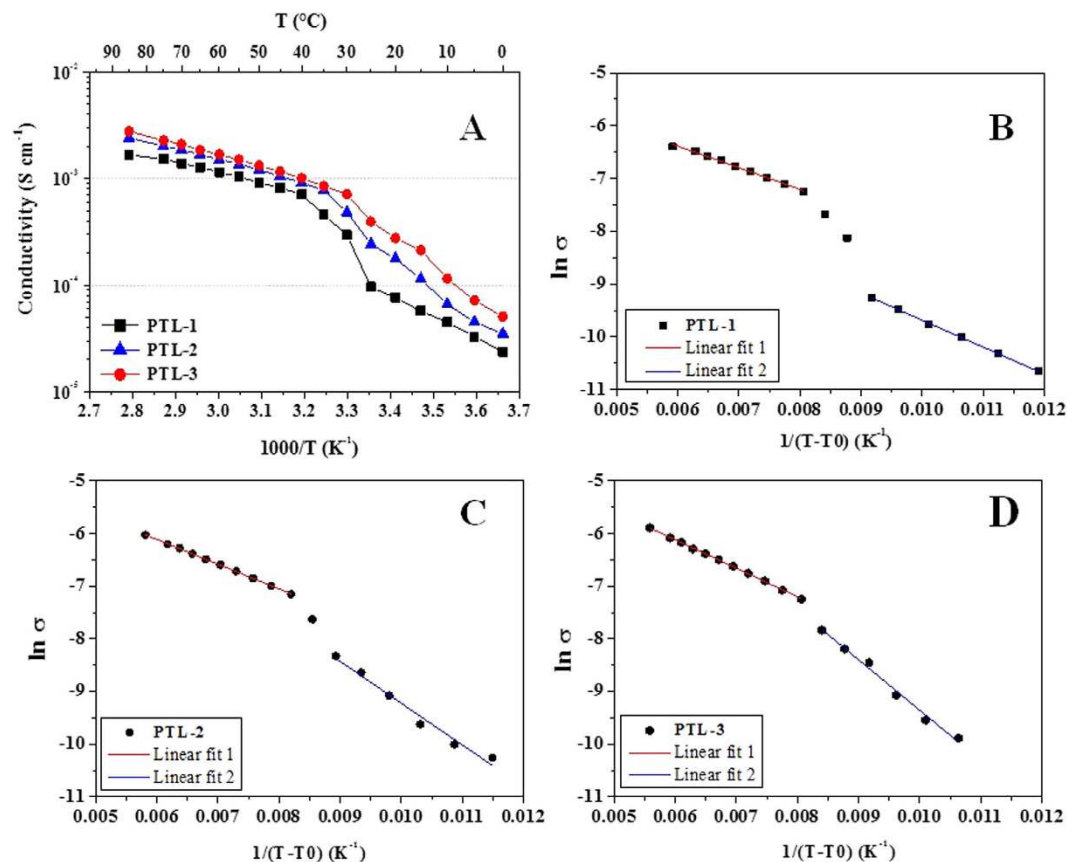 T (°C)
90 80 70 60 50 40 30 20 10 0
10⁻²
10⁻³
10⁻⁴
10⁻⁵
Conductivity (S cm⁻¹)
A
PTL-1
PTL-2
PTL-3
2.7 2.8 2.9 3.0 3.1 3.2 3.3 3.4 3.5 3.6 3.7
1000/T (K⁻¹)
-5
-6
-7
-8
-9
-10
-11
ln σ
B
PTL-1
Linear fit 1
Linear fit 2
0.005 0.006 0.007 0.008 0.009 0.010 0.011 0.012
1/(T-T0) (K⁻¹)
-5
-6
-7
-8
-9
-10
-11
ln σ
C
PTL-2
Linear fit 1
Linear fit 2
0.005 0.006 0.007 0.008 0.009 0.010 0.011 0.012
1/(T-T0) (K⁻¹)
-5
-6
-7
-8
-9
-10
-11
ln σ
D
PTL-3
Linear fit 1
Linear fit 2
0.005 0.006 0.007 0.008 0.009 0.010 0.011 0.012
1/(T-T0) (K⁻¹)